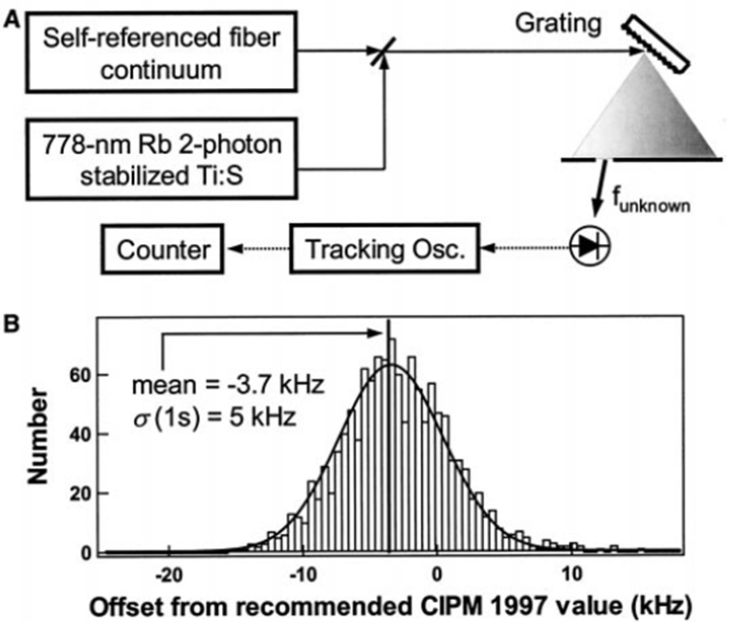 A
Self-referenced fiber
continuum
Grating
778-nm Rb 2-photon
stabilized Ti:S
f unknown
Counter
Tracking Osc.
B
mean = -3.7 kHz
σ (1s) = 5 kHz
Number
60
40
20
0
-20
-10
0
10
Offset from recommended CIPM 1997 value (kHz)